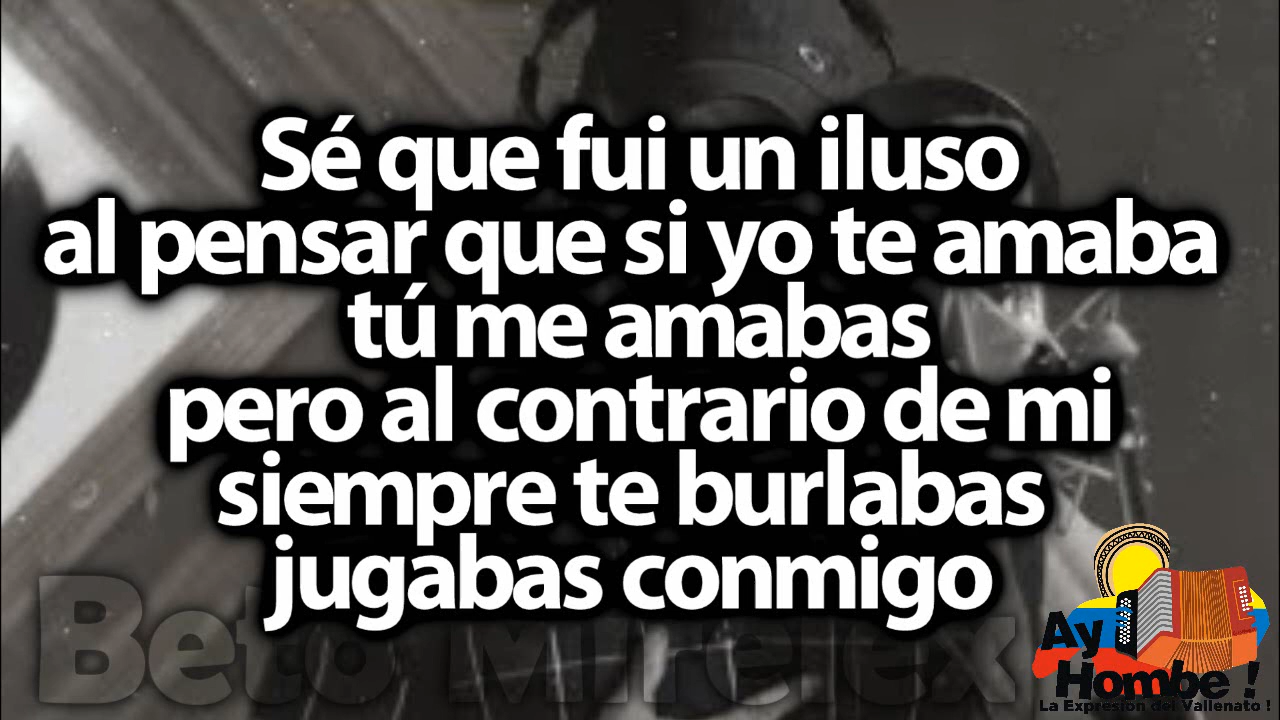 Sé que fui un iluso
al pensar que si yo te amaba
tú me amabas
pero al contrario de mi
siempre te burlabas
jugabas conmigo
Beto Mirelex
Ay
Hombe !
La Expresión del Vallenato !